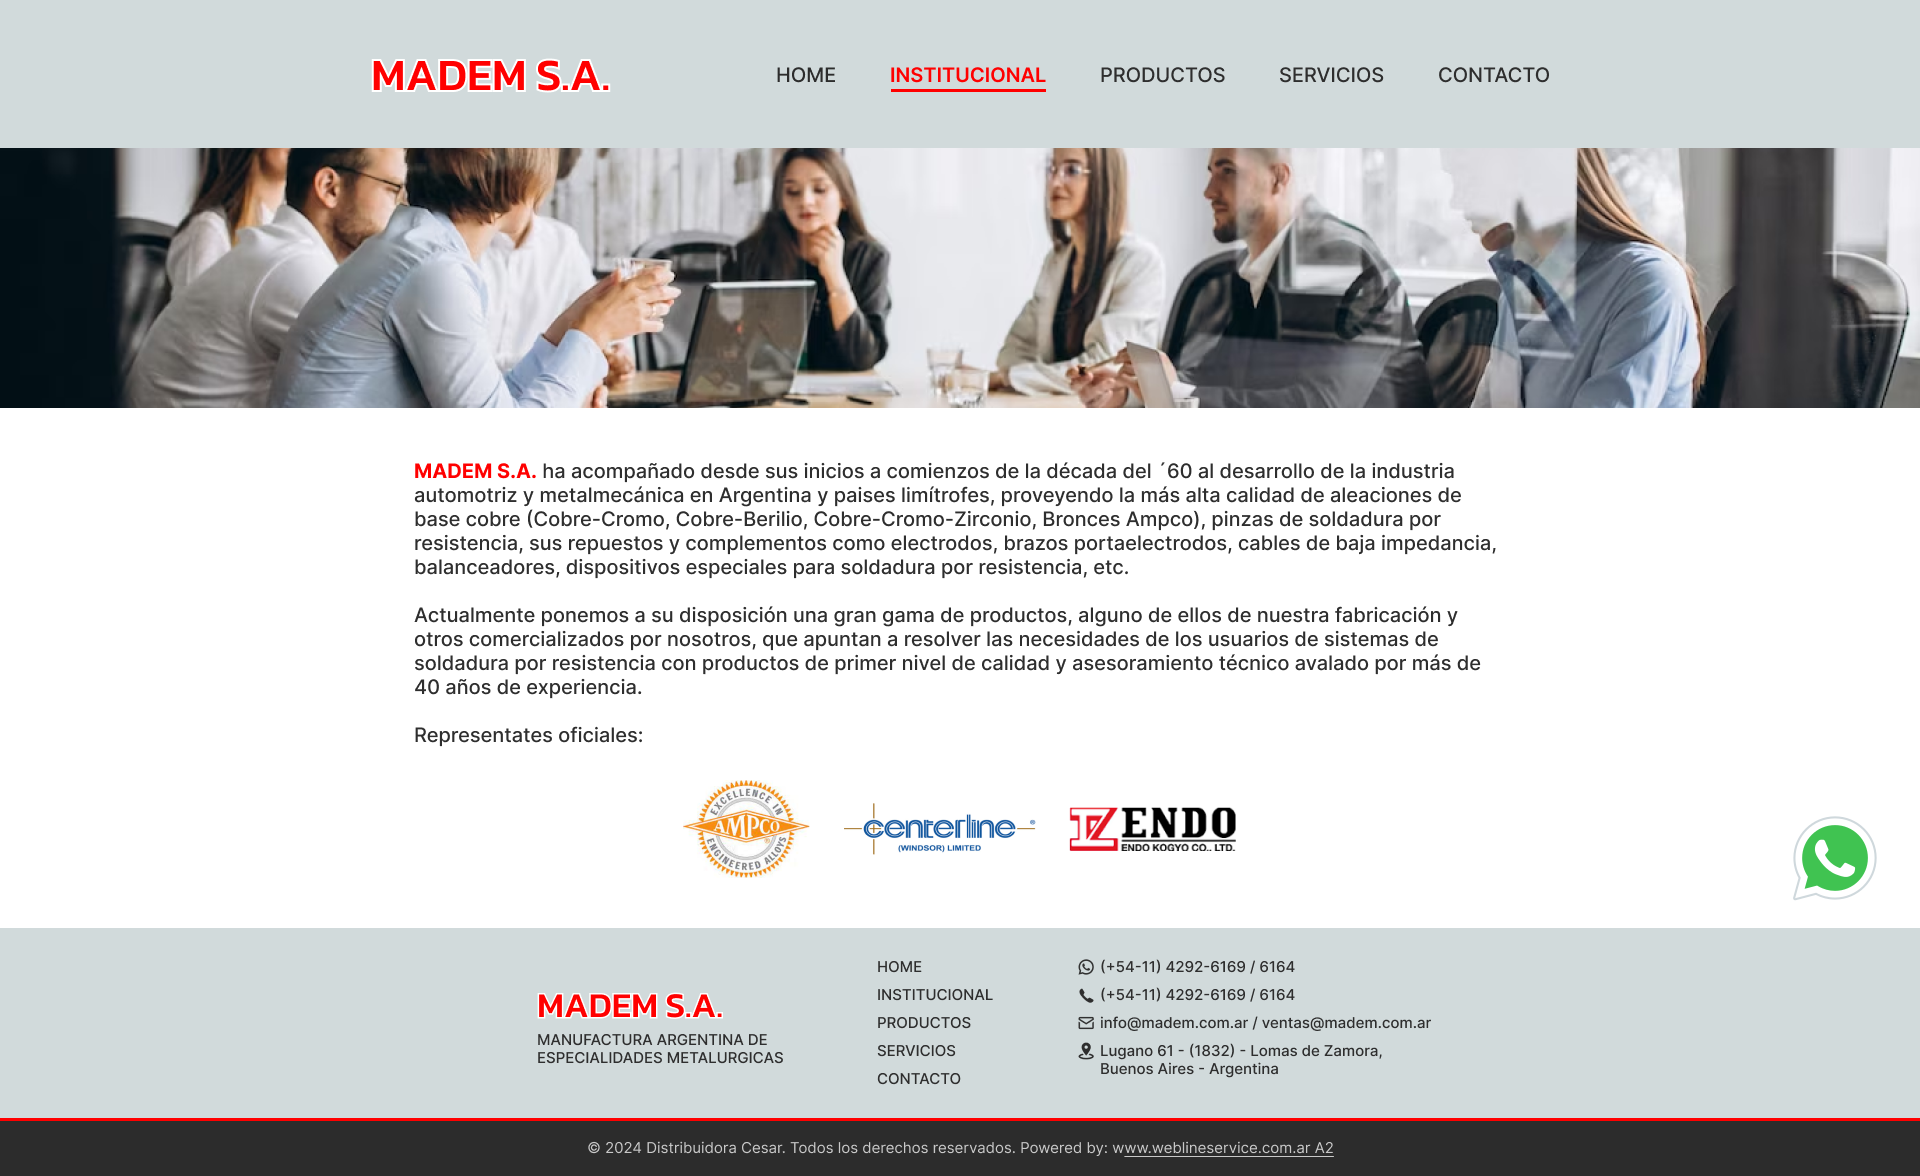 MADEM S.A.
HOME
INSTITUCIONAL
PRODUCTOS
SERVICIOS
CONTACTO
MADEM S.A. ha acompañado desde sus inicios a comienzos de la década del ´60 al desarrollo de la industria
automotriz y metalmecánica en Argentina y paises limítrofes, proveyendo la más alta calidad de aleaciones de
base cobre (Cobre-Cromo, Cobre-Berilio, Cobre-Cromo-Zirconio, Bronces Ampco), pinzas de soldadura por
resistencia, sus repuestos y complementos como electrodos, brazos portaelectrodos, cables de baja impedancia,
balanceadores, dispositivos especiales para soldadura por resistencia, etc.
Actualmente ponemos a su disposición una gran gama de productos, alguno de ellos de nuestra fabricación y
otros comercializados por nosotros, que apuntan a resolver las necesidades de los usuarios de sistemas de
soldadura por resistencia con productos de primer nivel de calidad y asesoramiento técnico avalado por más de
40 años de experiencia.
Representates oficiales:
EXCELLENCE IN
AMPCO
ENGINEERED ALLOYS
centerline ®
(WINDSOR) LIMITED
ENDO
ENDO KOGYO CO., LTD.
MADEM S.A.
MANUFACTURA ARGENTINA DE
ESPECIALIDADES METALURGICAS
HOME
INSTITUCIONAL
PRODUCTOS
SERVICIOS
CONTACTO
(+54-11) 4292-6169 / 6164
(+54-11) 4292-6169 / 6164
info@madem.com.ar / ventas@madem.com.ar
Lugano 61 - (1832) - Lomas de Zamora,
Buenos Aires - Argentina
© 2024 Distribuidora Cesar. Todos los derechos reservados. Powered by: www.weblineservice.com.ar A2